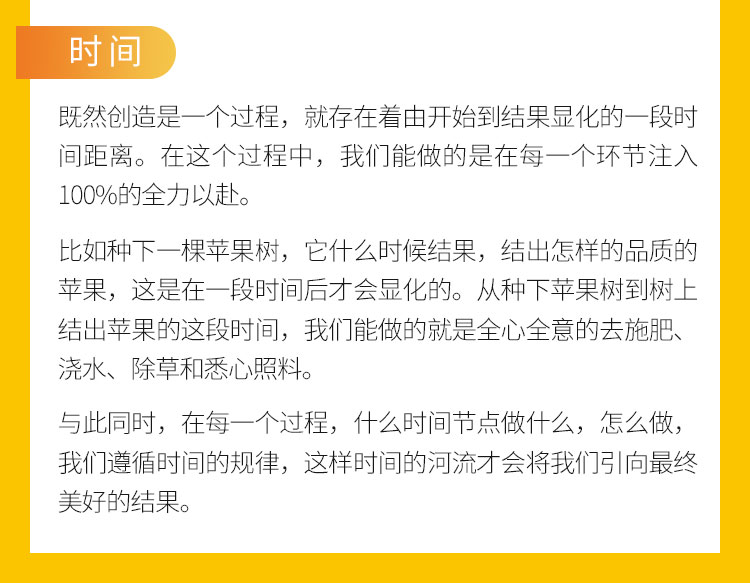 时间
既然创造是一个过程，就存在着由开始到结果显化的一段时
间距离。在这个过程中，我们能做的是在每一个环节注入
100%的全力以赴。
比如种下一棵苹果树，它什么时候结果，结出怎样的品质的
苹果，这是在一段时间后才会显化的。从种下苹果树到树上
结出苹果的这段时间，我们能做的就是全心全意的去施肥、
浇水、除草和悉心照料。
与此同时，在每一个过程，什么时间节点做什么，怎么做，
我们遵循时间的规律，这样时间的河流才会将我们引向最终
美好的结果。